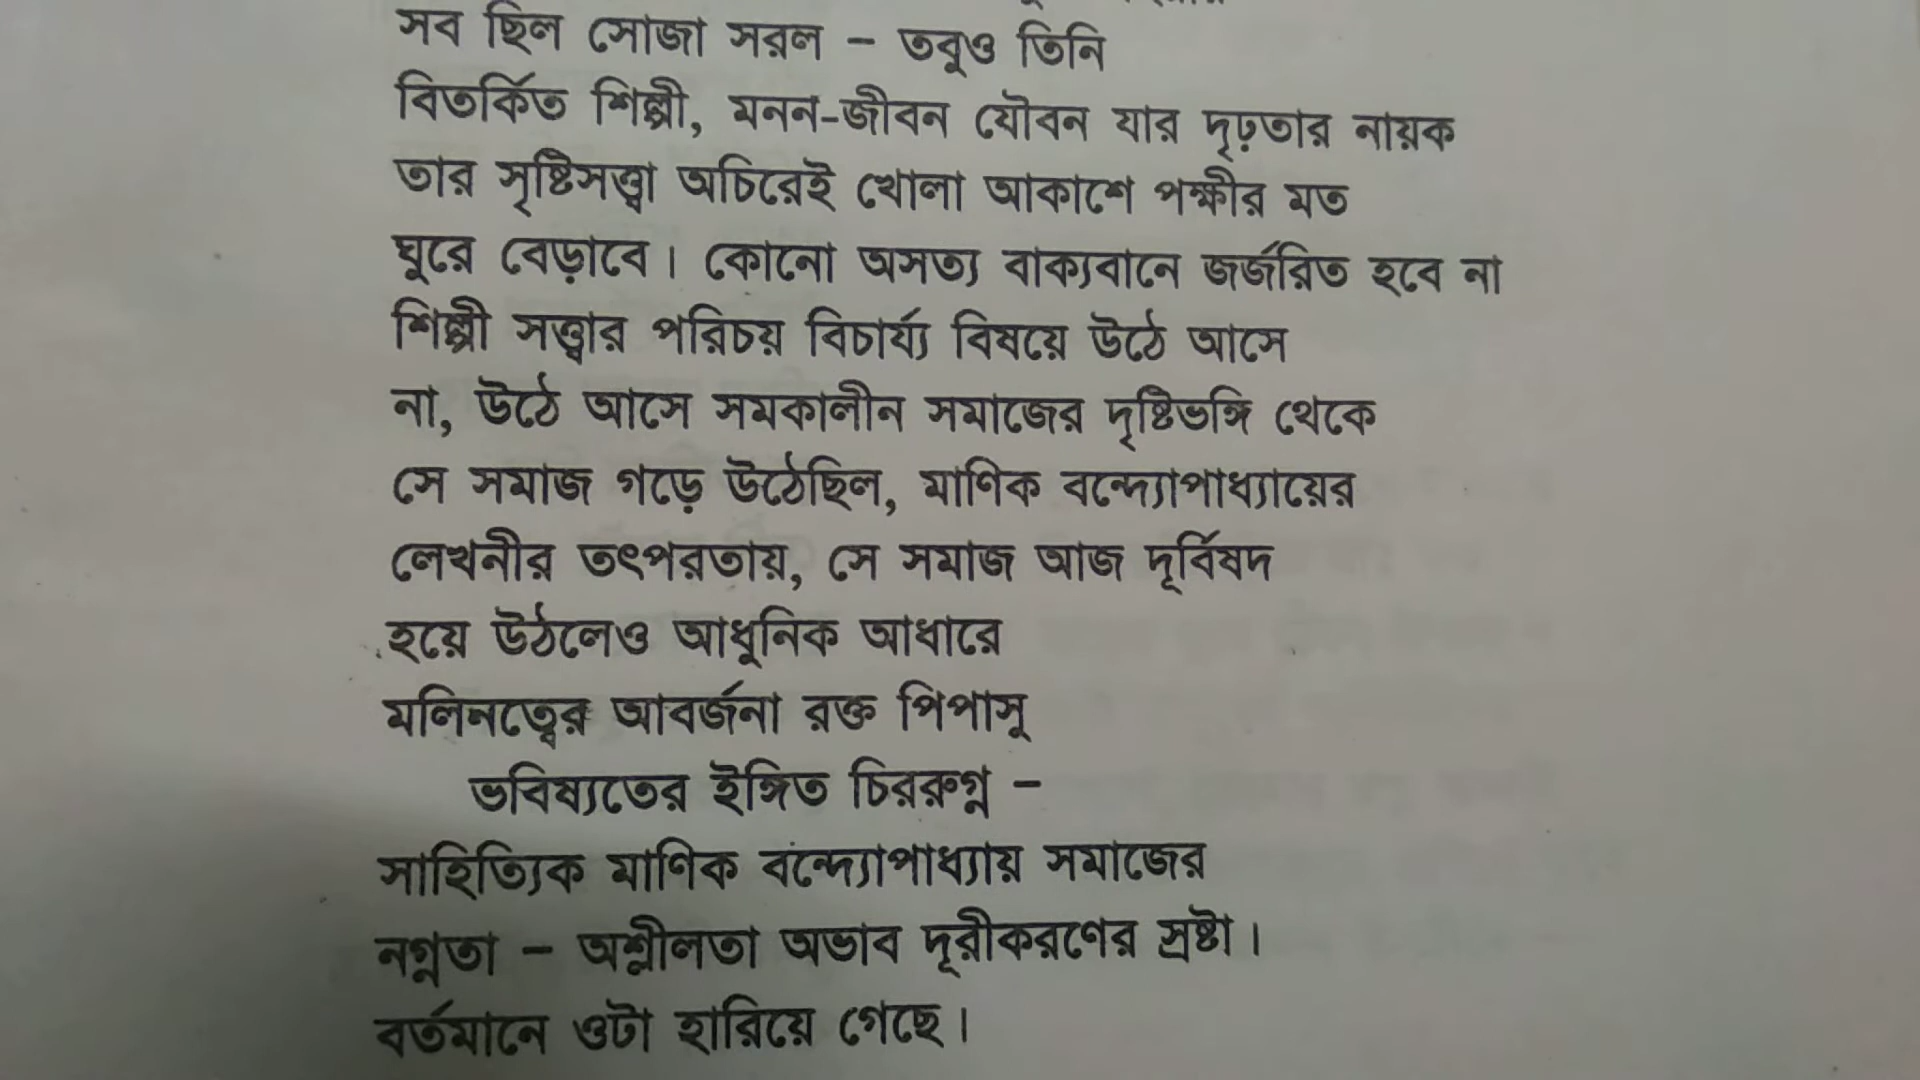 সব ছিল সোজা সরল – তবুও তিনি
বিতর্কিত শিল্পী, মনন-জীবন যৌবন যার দৃঢ়তার নায়ক
তার সৃষ্টিসত্ত্বা অচিরেই খোলা আকাশে পক্ষীর মত
ঘুরে বেড়াবে। কোনো অসত্য বাক্যবানে জর্জরিত হবে না
শিল্পী সত্ত্বার পরিচয় বিচার্য্য বিষয়ে উঠে আসে
না, উঠে আসে সমকালীন সমাজের দৃষ্টিভঙ্গি থেকে
সে সমাজ গড়ে উঠেছিল, মাণিক বন্দ্যোপাধ্যায়ের
লেখনীর তৎপরতায়, সে সমাজ আজ দূর্বিষদ
হয়ে উঠলেও আধুনিক আধারে
মলিনত্বের আবর্জনা রক্ত পিপাসু
ভবিষ্যতের ইঙ্গিত চিররুগ্ন –
সাহিত্যিক মাণিক বন্দ্যোপাধ্যায় সমাজের
নগ্নতা – অশ্লীলতা অভাব দূরীকরণের স্রষ্টা।
বর্তমানে ওটা হারিয়ে গেছে।